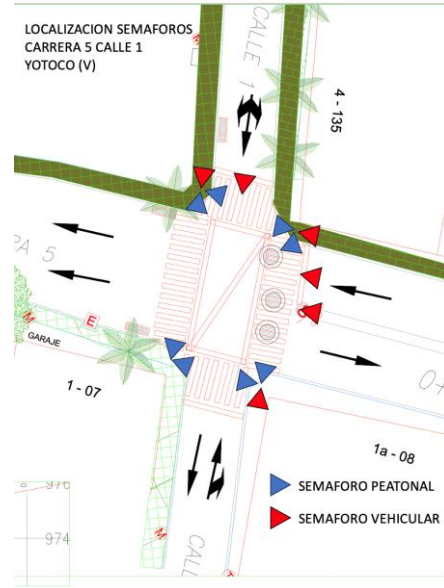 LOCALIZACION SEMAFOROS
CARRERA 5 CALLE 1
YOTOCO (V)
CALLE 1
4 - 135
RA 5
M
E
M
GARAJE
1 - 07
1a - 08
SEMAFORO PEATONAL
SEMAFORO VEHICULAR
974
M
CALL